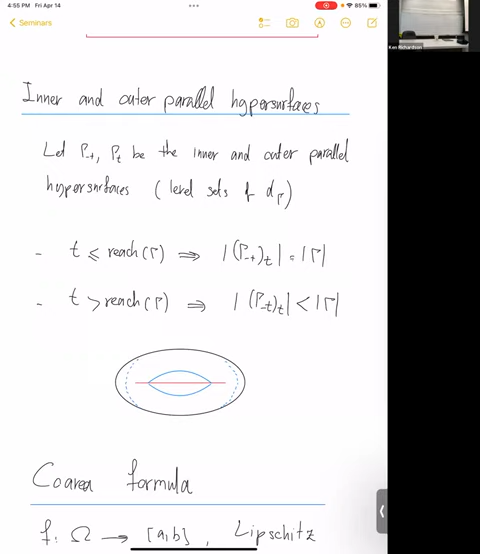 4:55 PM Fri Apr 14
85%
Seminars
Ken Richardson
Inner and outer parallel hypersurfaces
Let Γ₋ₜ, Γₜ be the inner and outer parallel
hypersurfaces (level sets of d_Γ)
- t ≤ reach(Γ) ⇒ |(Γ₋ₜ)ₜ| = |Γ|
- t > reach(Γ) ⇒ |(Γ₋ₜ)ₜ| < |Γ|
Coarea formula
f: Ω → [a,b], Lipschitz